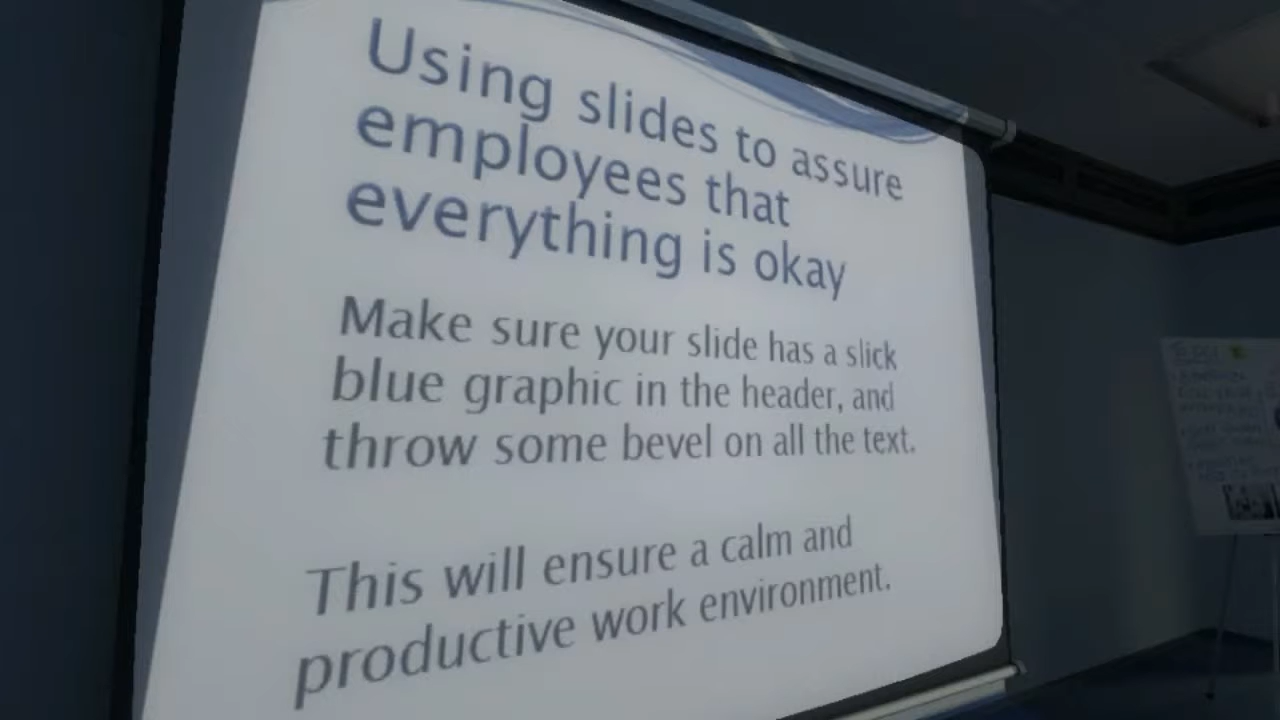 Using slides to assure
employees that
everything is okay
Make sure your slide has a slick
blue graphic in the header, and
throw some bevel on all the text.
This will ensure a calm and
productive work environment.